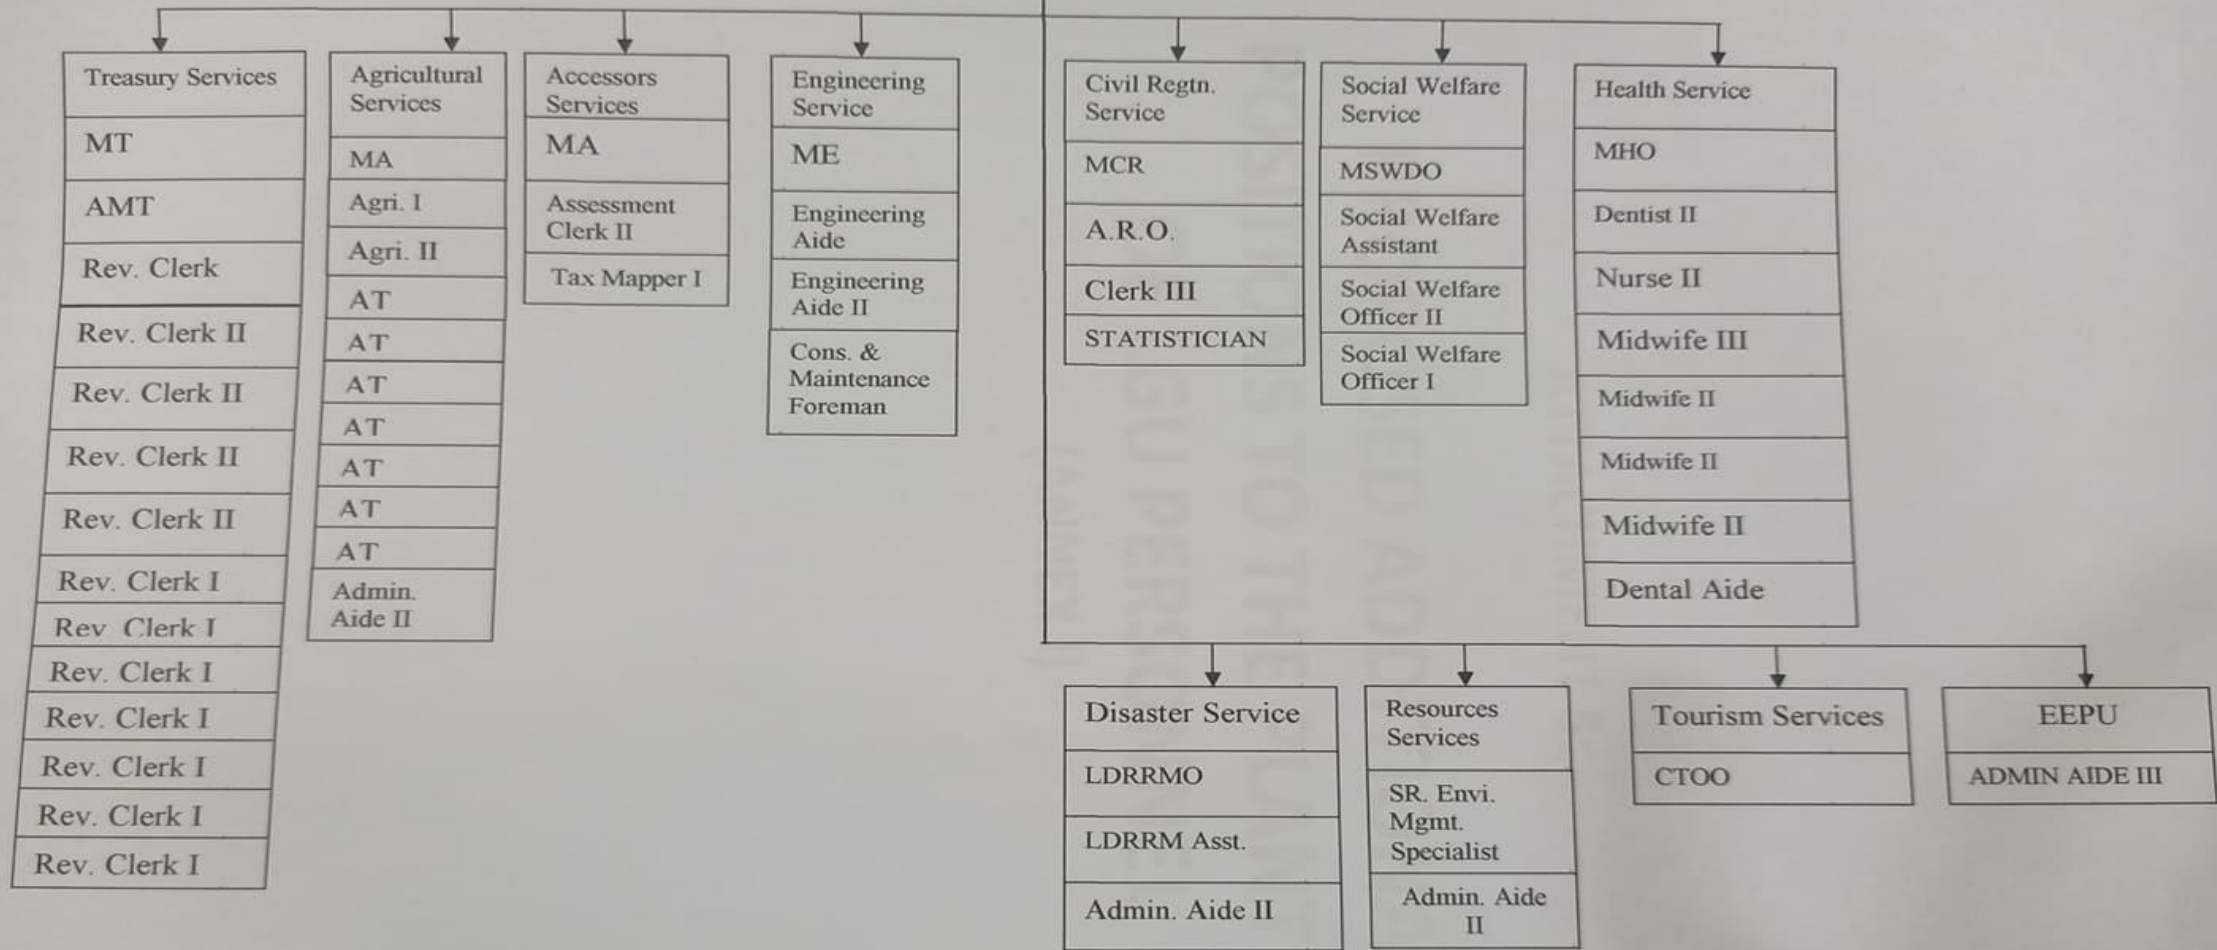 Treasury Services
MT
AMT
Rev. Clerk
Rev. Clerk II
Rev. Clerk II
Rev. Clerk II
Rev. Clerk II
Rev. Clerk I
Rev Clerk I
Rev. Clerk I
Rev. Clerk I
Rev. Clerk I
Rev. Clerk I
Rev. Clerk I
Agricultural
Services
MA
Agri. I
Agri. II
AT
AT
AT
AT
AT
AT
AT
Admin.
Aide II
Accessors
Services
MA
Assessment
Clerk II
Tax Mapper I
Engineering
Service
ME
Engineering
Aide
Engineering
Aide II
Cons. &
Maintenance
Foreman
Civil Regtn.
Service
MCR
A.R.O.
Clerk III
STATISTICIAN
Social Welfare
Service
MSWDO
Social Welfare
Assistant
Social Welfare
Officer II
Social Welfare
Officer I
Health Service
MHO
Dentist II
Nurse II
Midwife III
Midwife II
Midwife II
Midwife II
Dental Aide
Disaster Service
LDRRMO
LDRRM Asst.
Admin. Aide II
Resources
Services
SR. Envi.
Mgmt.
Specialist
Admin. Aide
II
Tourism Services
CTOO
EEPU
ADMIN AIDE III